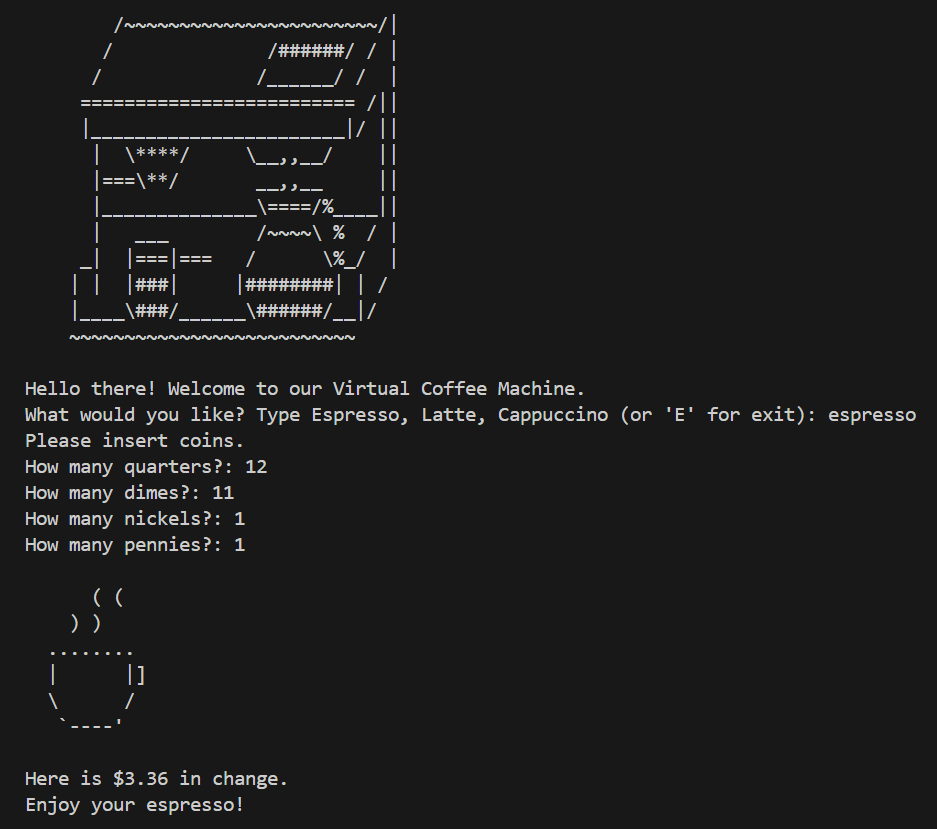 Hello there! Welcome to our Virtual Coffee Machine.
What would you like? Type Espresso, Latte, Cappuccino (or 'E' for exit): espresso
Please insert coins.
How many quarters?: 12
How many dimes?: 11
How many nickels?: 1
How many pennies?: 1
Here is $3.36 in change.
Enjoy your espresso!